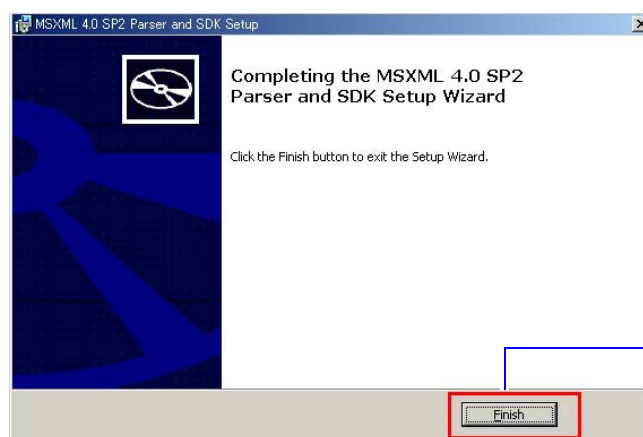 MSXML 4.0 SP2 Parser and SDK Setup
Completing the MSXML 4.0 SP2
Parser and SDK Setup Wizard
Click the Finish button to exit the Setup Wizard.
Finish